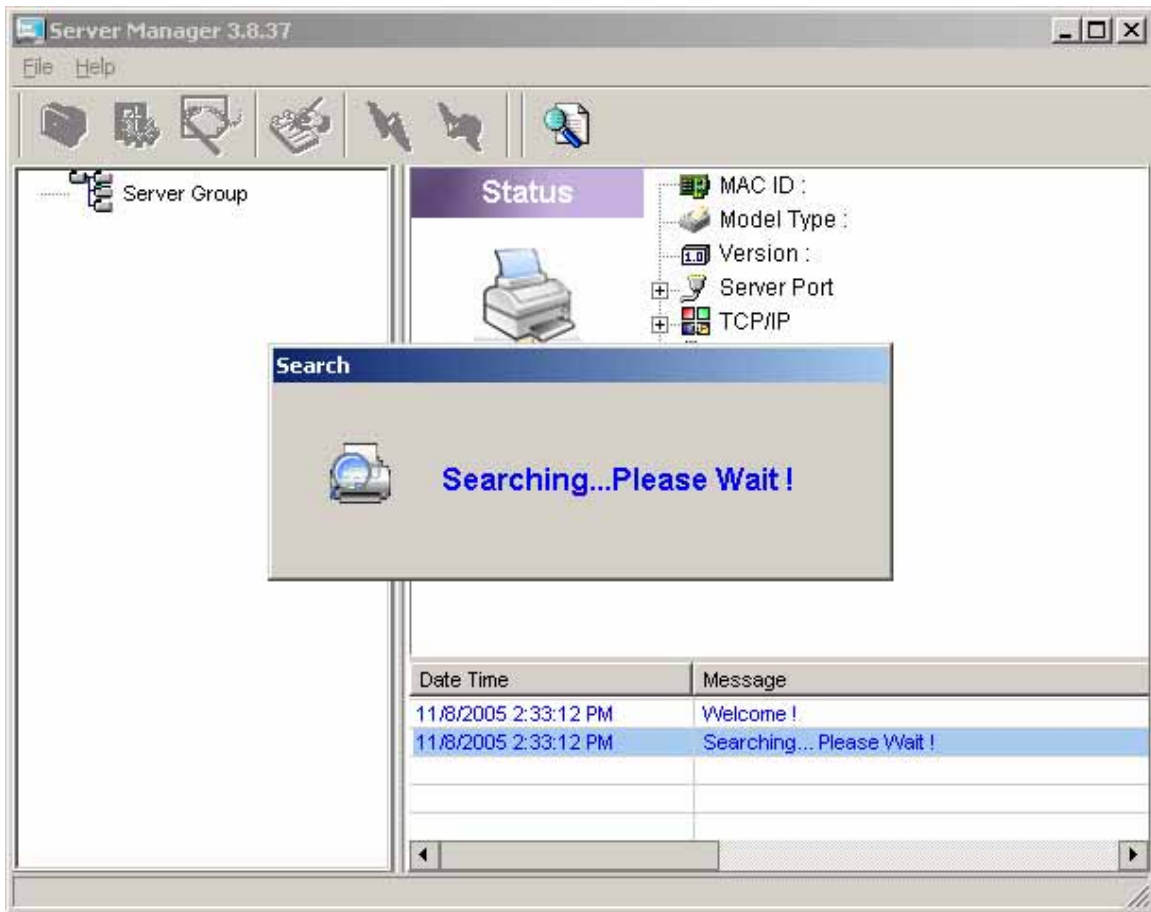 Server Manager 3.8.37
File Help
Server Group
Status
MAC ID :
Model Type :
1.0 Version :
Server Port
TCP/IP
Search
Searching...Please Wait !
Date Time Message
11/8/2005 2:33:12 PM Welcome !
11/8/2005 2:33:12 PM Searching... Please Wait !